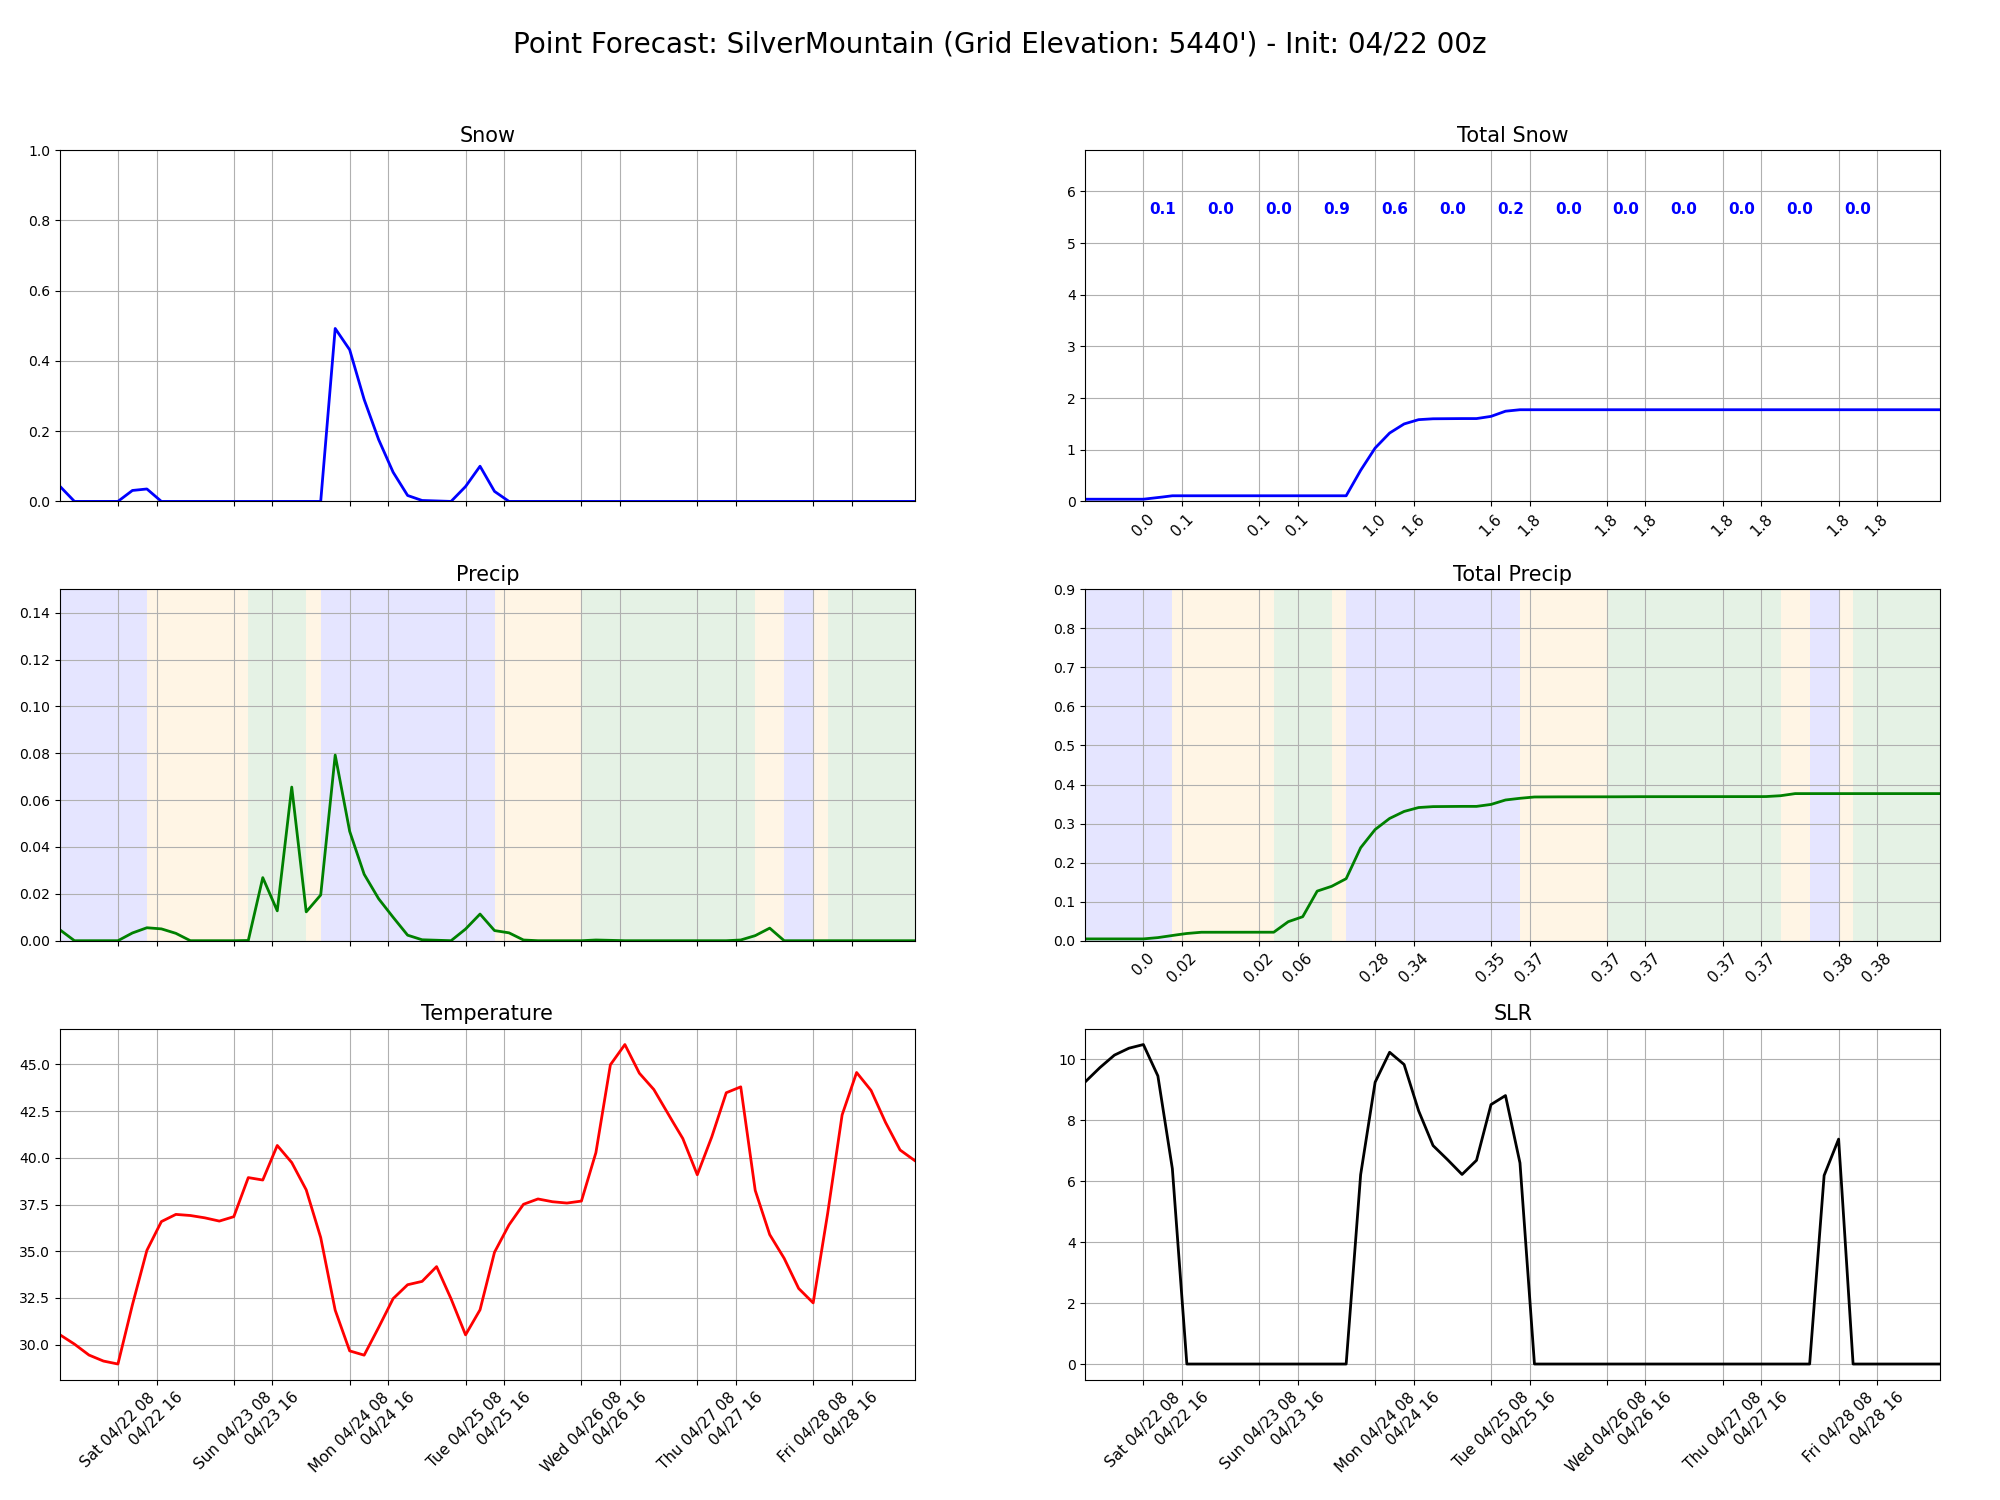 Point Forecast: SilverMountain (Grid Elevation: 5440') - Init: 04/22 00z
Snow
1.0
0.8
0.6
0.4
0.2
0.0
Total Snow
6
5
4
3
2
1
0
0.1 0.0 0.0 0.9 0.6 0.0 0.2 0.0 0.0 0.0 0.0 0.0 0.0
0.0 0.1 0.1 0.1 1.0 1.6 1.6 1.8 1.8 1.8 1.8 1.8 1.8 1.8
Precip
0.14
0.12
0.10
0.08
0.06
0.04
0.02
0.00
Total Precip
0.9
0.8
0.7
0.6
0.5
0.4
0.3
0.2
0.1
0.0
0.0 0.02 0.02 0.06 0.28 0.34 0.35 0.37 0.37 0.37 0.37 0.37 0.38 0.38
Temperature
45.0
42.5
40.0
37.5
35.0
32.5
30.0
Sat 04/22 08
04/22 16
Sun 04/23 08
04/23 16
Mon 04/24 08
04/24 16
Tue 04/25 08
04/25 16
Wed 04/26 08
04/26 16
Thu 04/27 08
04/27 16
Fri 04/28 08
04/28 16
SLR
10
8
6
4
2
0
Sat 04/22 08
04/22 16
Sun 04/23 08
04/23 16
Mon 04/24 08
04/24 16
Tue 04/25 08
04/25 16
Wed 04/26 08
04/26 16
Thu 04/27 08
04/27 16
Fri 04/28 08
04/28 16